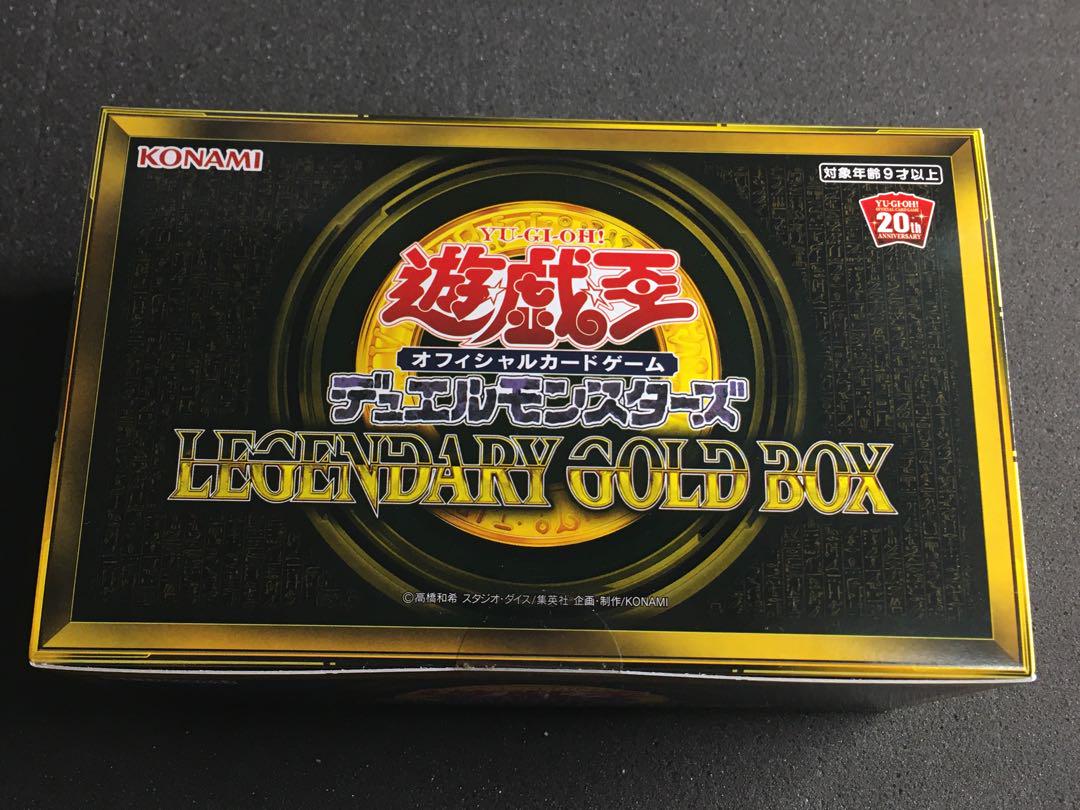 KONAMI
対象年齢9才以上
YU-GI-OH!
OFFICIAL CARD GAME
20th
ANNIVERSARY
YU-GI-OH!
遊☆戯☆王
オフィシャルカードゲーム
デュエルモンスターズ
LEGENDARY GOLD BOX
©高橋和希 スタジオ・ダイス/集英社 企画・制作/KONAMI